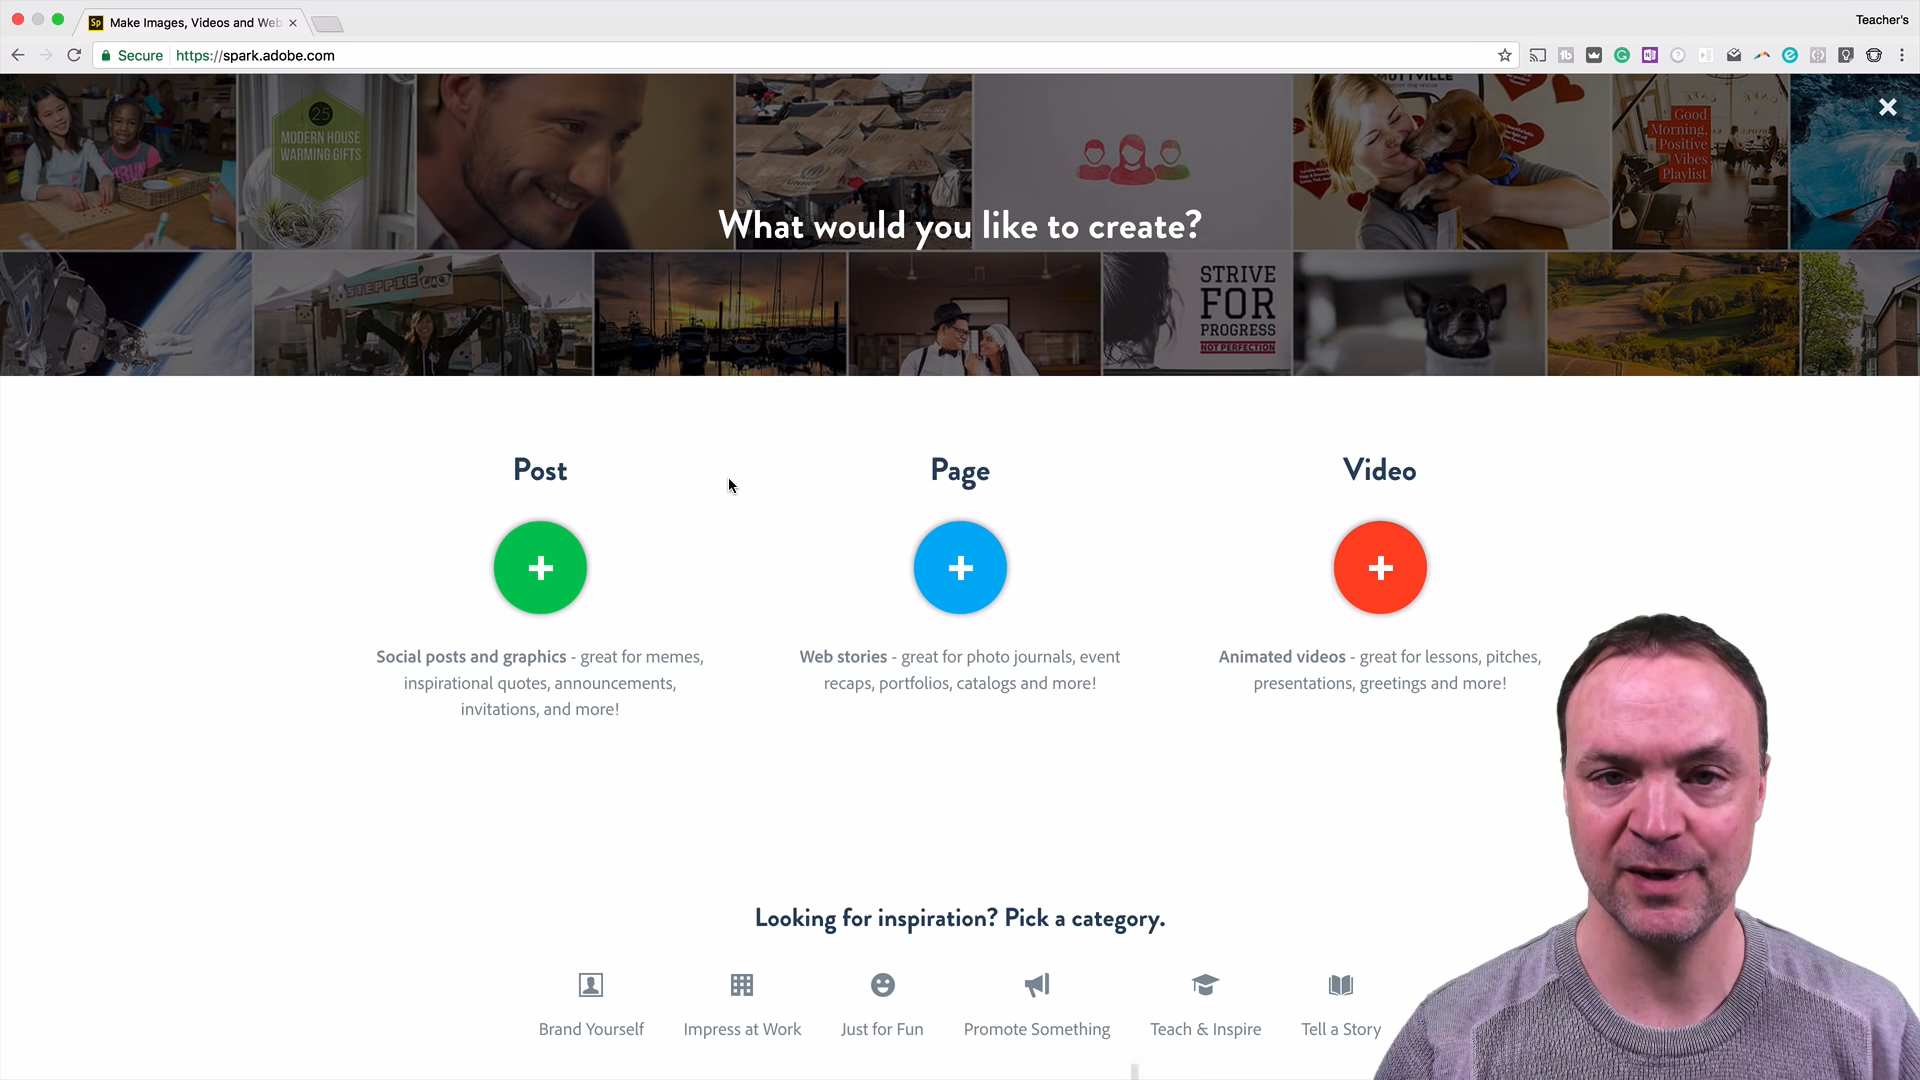 Make Images, Videos and Web
Teacher's
Secure
https://spark.adobe.com
25
MODERN HOUSE
WARMING GIFTS
MUTTVILLE
Good
Morning,
Positive
Vibes
Playlist
What would you like to create?
STEPPIE
STRIVE
FOR
PROGRESS
NOT PERFECTION
Post
Page
Video
Social posts and graphics - great for memes,
inspirational quotes, announcements,
invitations, and more!
Web stories - great for photo journals, event
recaps, portfolios, catalogs and more!
Animated videos - great for lessons, pitches,
presentations, greetings and more!
Looking for inspiration? Pick a category.
Brand Yourself
Impress at Work
Just for Fun
Promote Something
Teach & Inspire
Tell a Story